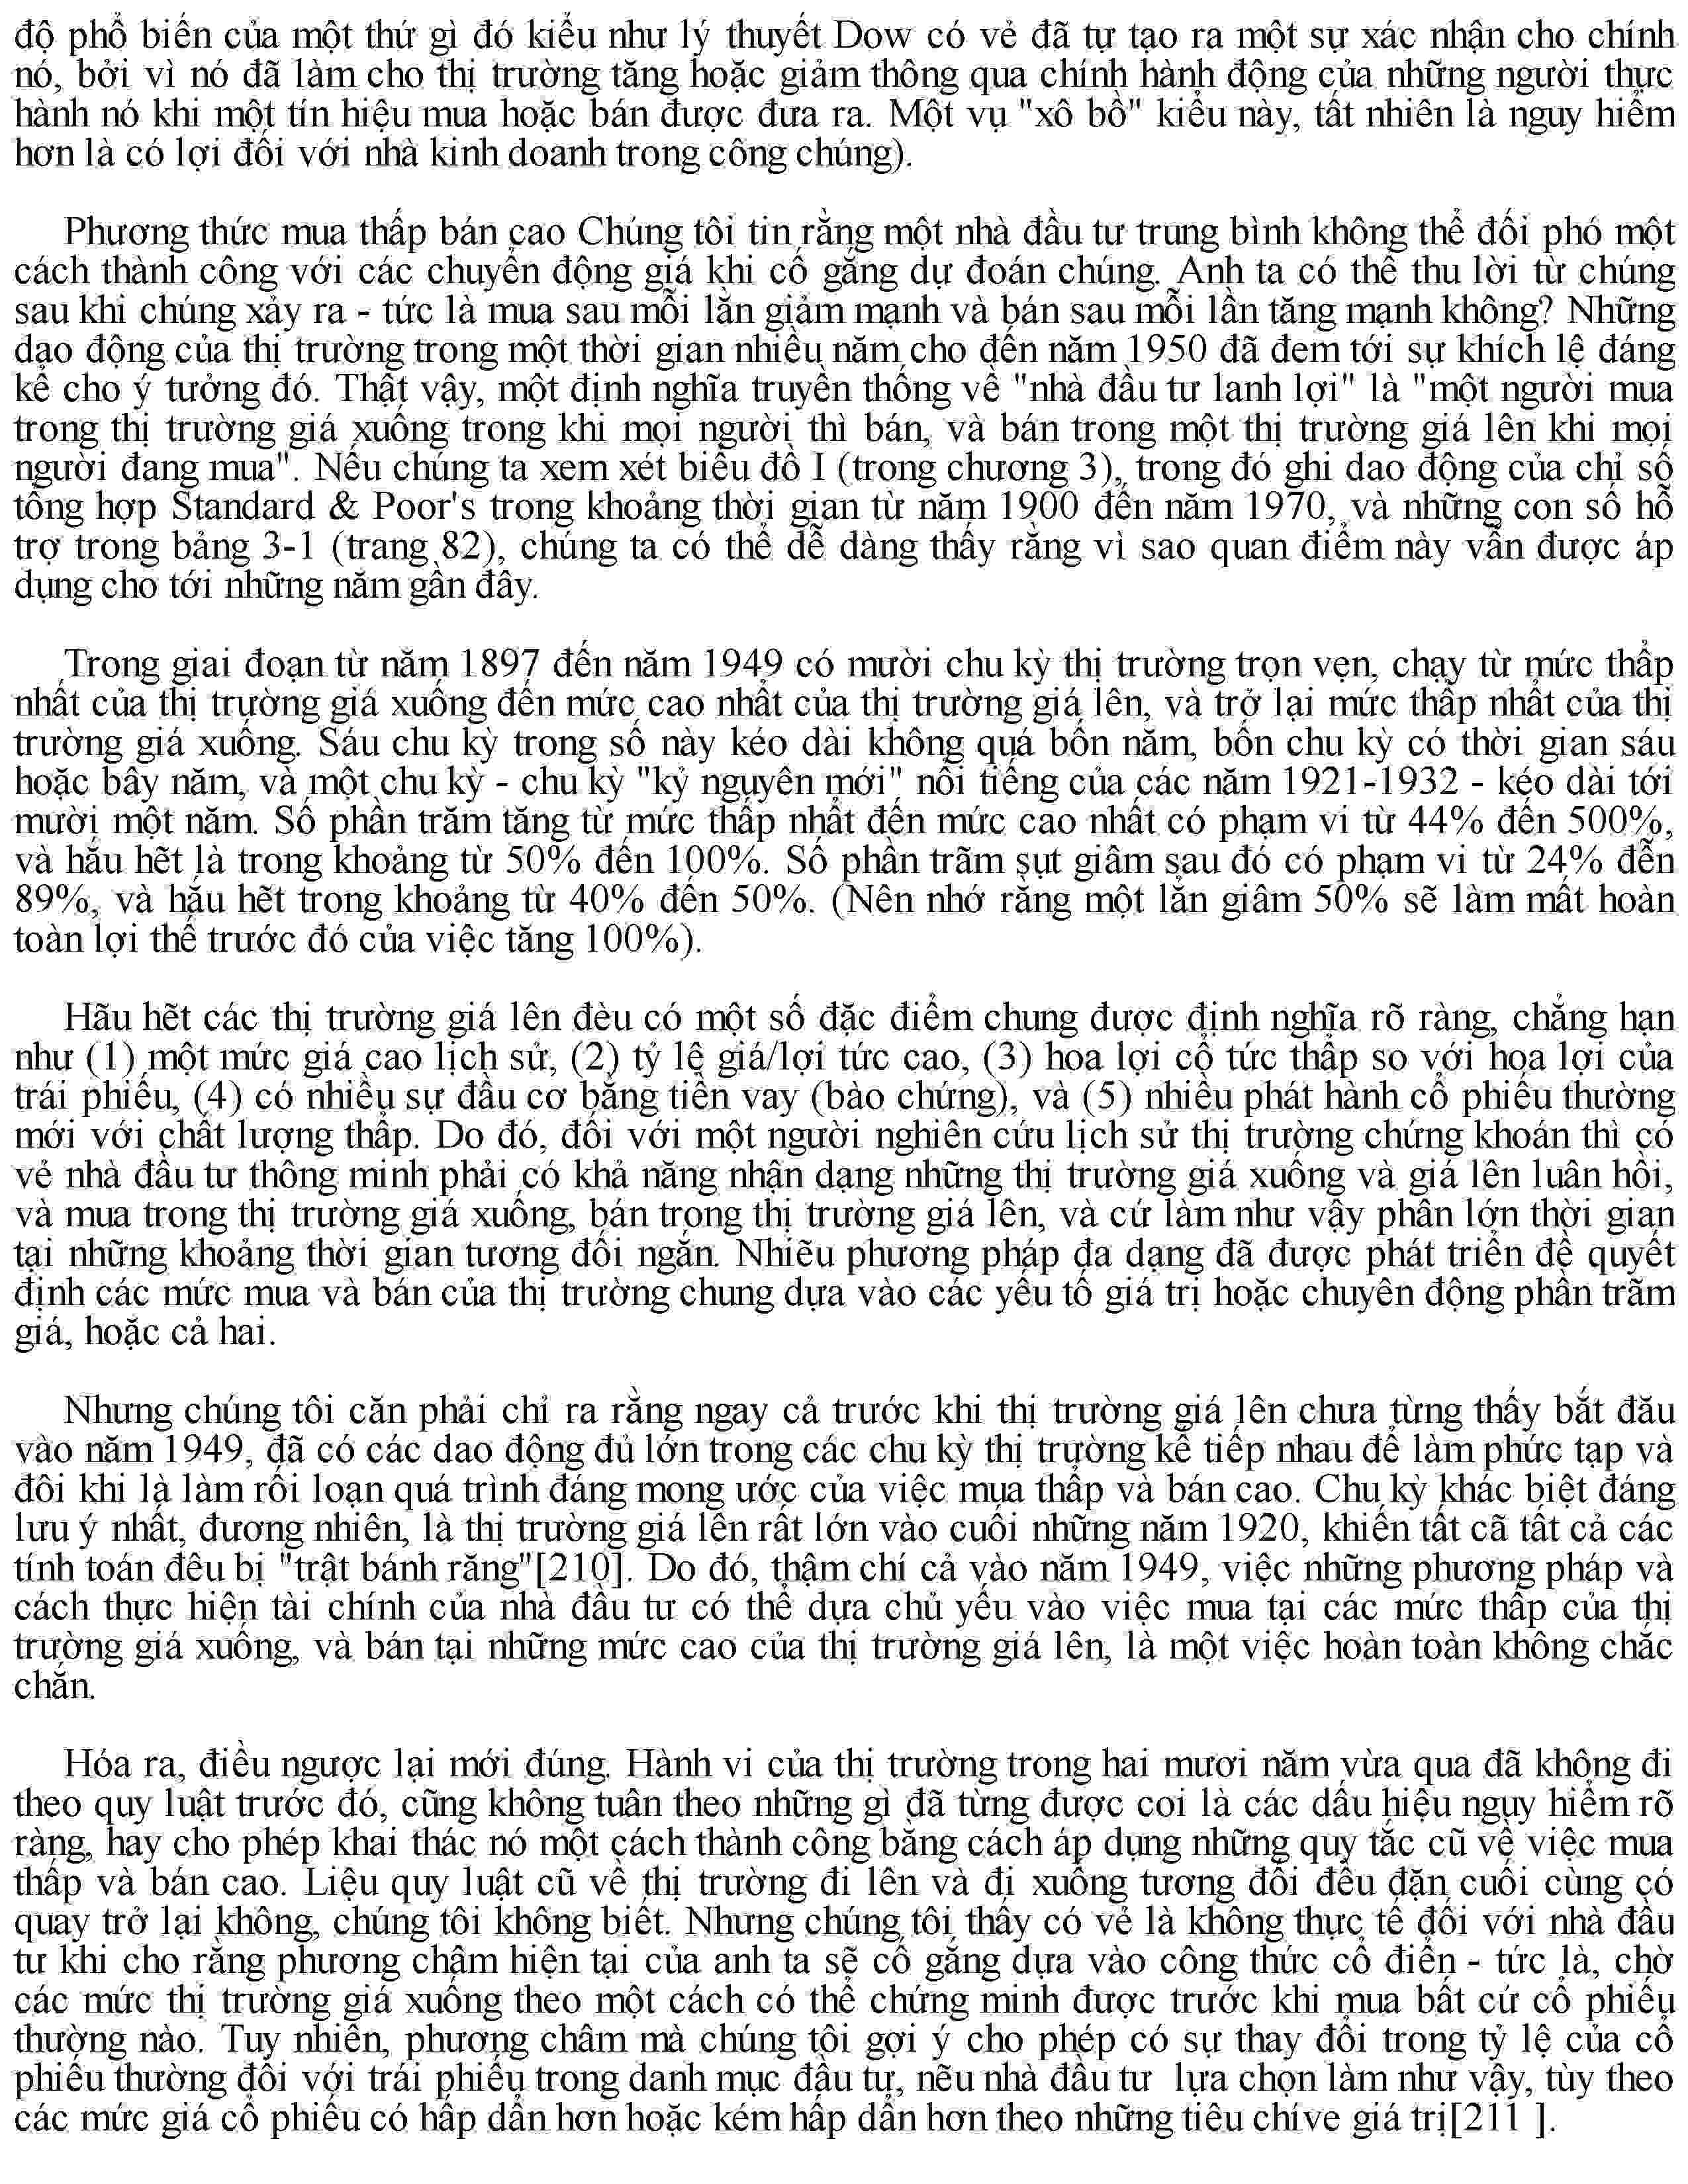 độ phổ biến của một thứ gì đó kiểu như lý thuyết Dow có vẻ đã tự tạo ra một sự xác nhận cho chính
nó, bởi vì nó đã làm cho thị trường tăng hoặc giảm thông qua chính hành động của những người thực
hành nó khi một tín hiệu mua hoặc bán được đưa ra. Một vụ "xô bồ" kiểu này, tất nhiên là nguy hiểm
hơn là có lợi đối với nhà kinh doanh trong công chúng).
Phương thức mua thấp bán cao Chúng tôi tin rằng một nhà đầu tư trung bình không thể đối phó một
cách thành công với các chuyển động giá khi cố gắng dự đoán chúng. Anh ta có thể thu lời từ chúng
sau khi chúng xảy ra - tức là mua sau mỗi lần giảm mạnh và bán sau mỗi lần tăng mạnh không? Những
dao động của thị trường trong một thời gian nhiều năm cho đến năm 1950 đã đem tới sự khích lệ đáng
kể cho ý tưởng đó. Thật vậy, một định nghĩa truyền thống về "nhà đầu tư lanh lợi" là "một người mua
trong thị trường giá xuống trong khi mọi người thì bán, và bán trong một thị trường giá lên khi mọi
người đang mua". Nếu chúng ta xem xét biểu đồ I (trong chương 3), trong đó ghi dao động của chỉ số
tổng hợp Standard & Poor's trong khoảng thời gian từ năm 1900 đến năm 1970, và những con số hỗ
trợ trong bảng 3-1 (trang 82), chúng ta có thể dễ dàng thấy rằng vì sao quan điểm này vẫn được áp
dụng cho tới những năm gần đây.
Trong giai đoạn từ năm 1897 đến năm 1949 có mười chu kỳ thị trường trọn vẹn, chạy từ mức thấp
nhất của thị trường giá xuống đến mức cao nhất của thị trường giá lên, và trở lại mức thấp nhất của thị
trường giá xuống. Sáu chu kỳ trong số này kéo dài không quá bốn năm, bốn chu kỳ có thời gian sáu
hoặc bây năm, và một chu kỳ - chu kỳ "kỷ nguyên mới" nổi tiếng của các năm 1921-1932 - kéo dài tới
mười một năm. Số phần trăm tăng từ mức thấp nhất đến mức cao nhất có phạm vi từ 44% đến 500%,
và hầu hết là trong khoảng từ 50% đến 100%. Số phần trãm sụt giâm sau đó có phạm vi từ 24% đến
89%, và hầu hết trong khoảng từ 40% đến 50%. (Nên nhớ rằng một lần giâm 50% sẽ làm mất hoàn
toàn lợi thế trước đó của việc tăng 100%).
Hãu hết các thị trường giá lên đèu có một số đặc điểm chung được định nghĩa rõ ràng, chẳng hạn
như (1) một mức giá cao lịch sử, (2) tỷ lệ giá/lợi tức cao, (3) hoa lợi cổ tức thấp so với hoa lợi của
trái phiếu, (4) có nhiều sự đầu cơ bằng tiền vay (bào chứng), và (5) nhiều phát hành cổ phiếu thường
mới với chất lượng thấp. Do đó, đối với một người nghiên cứu lịch sử thị trường chứng khoán thì có
vẻ nhà đầu tư thông minh phải có khả năng nhận dạng những thị trường giá xuống và giá lên luân hồi,
và mua trong thị trường giá xuống, bán trong thị trường giá lên, và cứ làm như vậy phần lớn thời gian
tại những khoảng thời gian tương đối ngắn. Nhiẽu phương pháp đa dạng đã được phát triển đề quyết
định các mức mua và bán của thị trường chung dựa vào các yếu tố giá trị hoặc chuyên động phần trãm
giá, hoặc cả hai.
Nhưng chúng tôi căn phải chỉ ra rằng ngay cả trước khi thị trường giá lên chưa từng thấy bắt đău
vào năm 1949, đã có các dao động đủ lớn trong các chu kỳ thị trường kế tiếp nhau để làm phức tạp và
đôi khi là làm rối loạn quá trình đáng mong ước của việc mua thấp và bán cao. Chu kỳ khác biệt đáng
lưu ý nhất, đương nhiên, là thị trường giá lên rất lớn vào cuối những năm 1920, khiến tất cã tất cả các
tính toán đêu bị "trật bánh răng"[210]. Do đó, thậm chí cả vào năm 1949, việc những phương pháp và
cách thực hiện tài chính của nhà đầu tư có thể dựa chủ yếu vào việc mua tại các mức thấp của thị
trường giá xuống, và bán tại những mức cao của thị trường giá lên, là một việc hoàn toàn không chắc
chắn.
Hóa ra, điều ngược lại mới đúng. Hành vi của thị trường trong hai mươi năm vừa qua đã không đi
theo quy luật trước đó, cũng không tuân theo những gì đã từng được coi là các dấu hiệu nguy hiểm rõ
ràng, hay cho phép khai thác nó một cách thành công bằng cách áp dụng những quy tắc cũ về việc mua
thấp và bán cao. Liệu quy luật cũ về thị trường đi lên và đi xuống tương đối đều đặn cuối cùng có
quay trở lại không, chúng tôi không biết. Nhưng chúng tôi thấy có vẻ là không thực tế đối với nhà đầu
tư khi cho rằng phương châm hiện tại của anh ta sẽ cố gắng dựa vào công thức cổ điển - tức là, chờ
các mức thị trường giá xuống theo một cách có thể chứng minh được trước khi mua bất cứ cổ phiếu
thường nào. Tuy nhiên, phương châm mà chúng tôi gợi ý cho phép có sự thay đổi trong tỷ lệ của cổ
phiếu thường đối với trái phiếu trong danh mục đầu tư, nẽu nhà đầu tư lựa chọn làm như vậy, tùy theo
các mức giá cổ phiếu có hấp dẫn hơn hoặc kém hấp dẫn hơn theo những tiêu chíve giá trị[211 ].